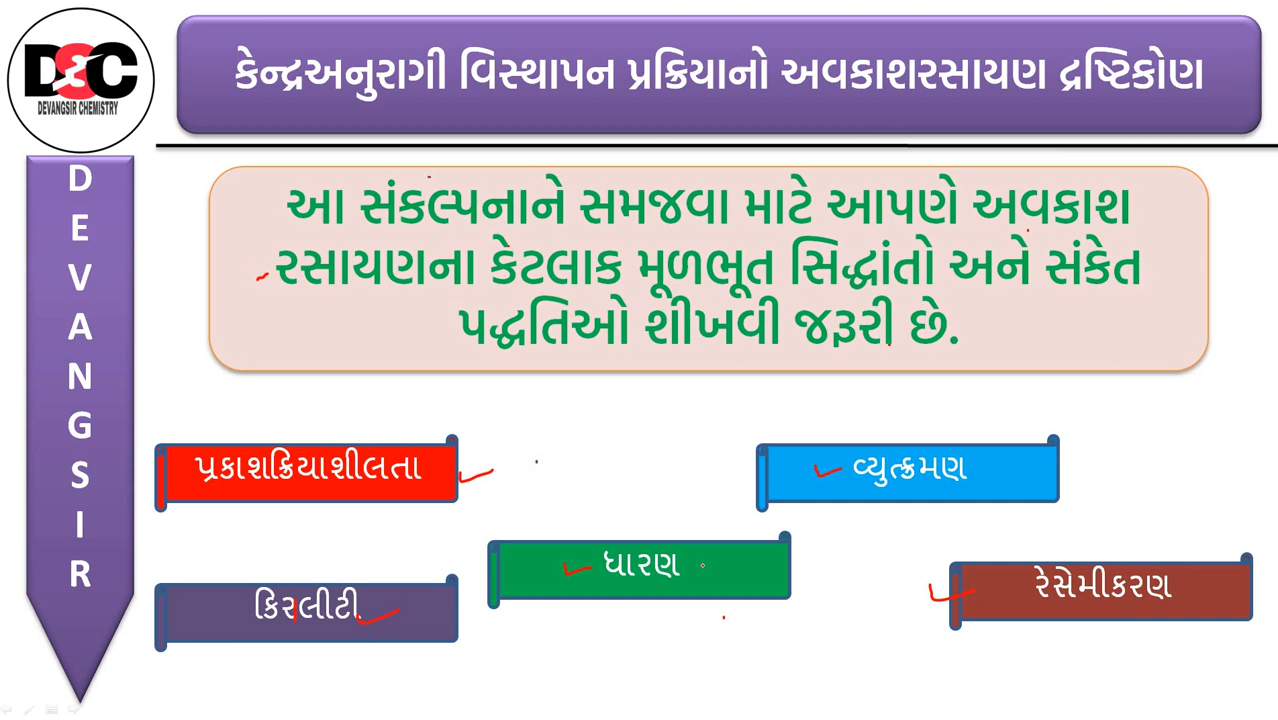 D&C
DEVANGSIR CHEMISTRY
કેન્દ્રઅનુરાગી વિસ્થાપન પ્રક્રિયાનો અવકાશરસાયણ દ્રષ્ટિકોણ
D
E
V
A
N
G
S
I
R
આ સંકલ્પનાને સમજવા માટે આપણે અવકાશ
રસાયણના કેટલાક મૂળભૂત સિદ્ધાંતો અને સંકેત
પદ્ધતિઓ શીખવી જરૂરી છે.
પ્રકાશક્રિયાશીલતા
વ્યુત્ક્રમણ
ધારણ
કિરલીટી
રેસેમીકરણ